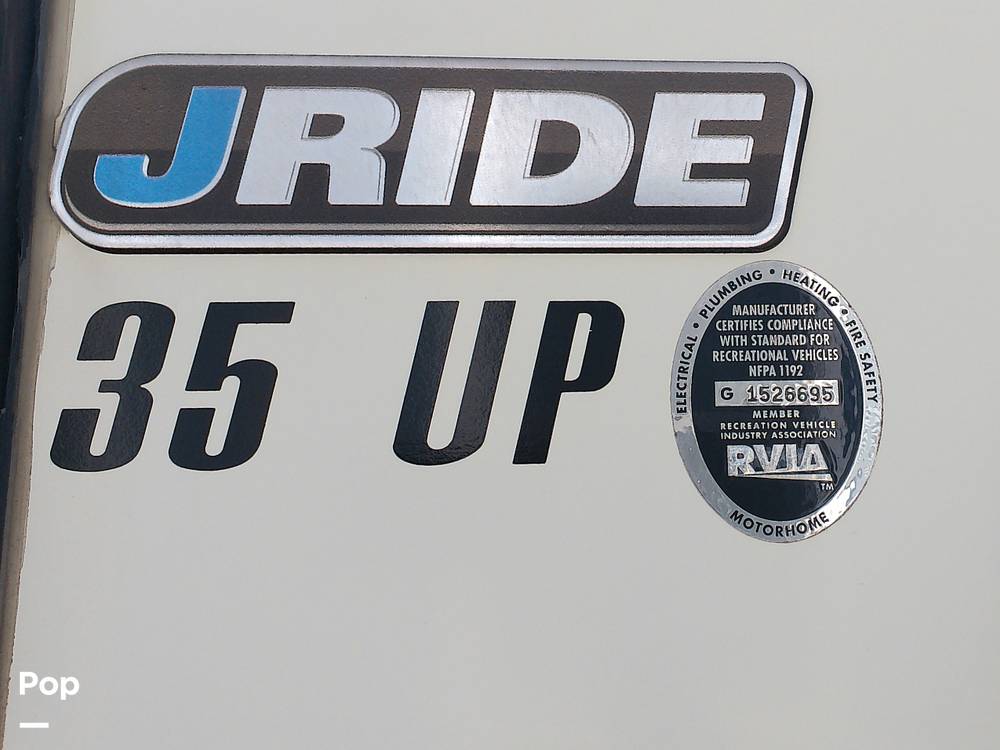 JRIDE
35 UP
ELECTRICAL • PLUMBING • HEATING • FIRE SAFETY
MANUFACTURER
CERTIFIES COMPLIANCE
WITH STANDARD FOR
RECREATIONAL VEHICLES
NFPA 1192
G 1526695
MEMBER
RECREATION VEHICLE
INDUSTRY ASSOCIATION
RVIA
TM
MOTORHOME
Pop